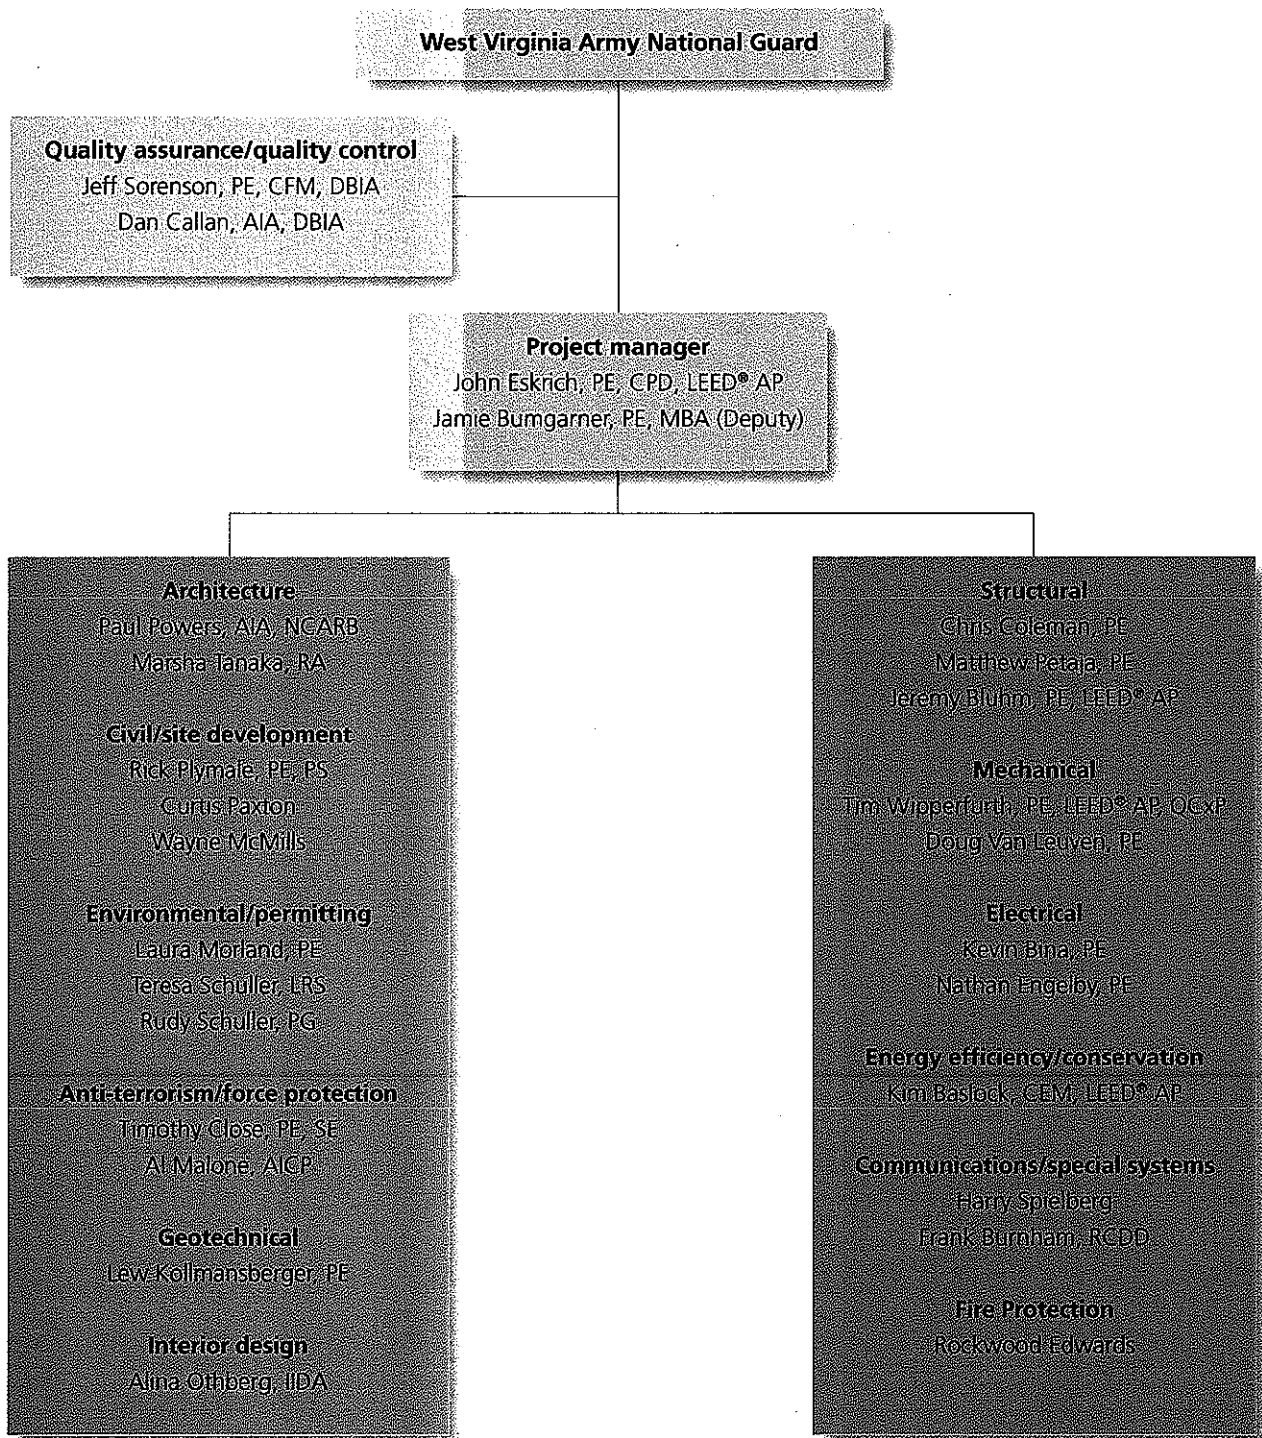 West Virginia Army National Guard
Quality assurance/quality control
Jeff Sorenson, PE, CFM, DBIA
Dan Callan, AIA, DBIA
Project manager
John Eskrich, PE, CPD, LEED® AP
Jamie Bumgarner, PE, MBA (Deputy)
Architecture
Paul Powers, AIA, NCARB
Marsha Tanaka, RA
Civil/site development
Rick Plymale, PE, PS
Curtis Paxton
Wayne McMills
Environmental/permitting
Laura Morland, PE
Teresa Schuller, LRS
Rudy Schuller, PG
Anti-terrorism/force protection
Timothy Close, PE, SE
Al Malone, AICP
Geotechnical
Lew Kollmansberger, PE
Interior design
Alina Othberg, IIDA
Structural
Chris Coleman, PE
Matthew Petaja, PE
Jeremy Bluhm, PE, LEED® AP
Mechanical
Tim Wipperfurth, PE, LEED® AP, QCxP
Doug Van Leuven, PE
Electrical
Kevin Bina, PE
Nathan Engelby, PE
Energy efficiency/conservation
Kim Baslock, CEM, LEED® AP
Communications/special systems
Harry Spielberg
Frank Burnham, RCDD
Fire Protection
Rockwood Edwards